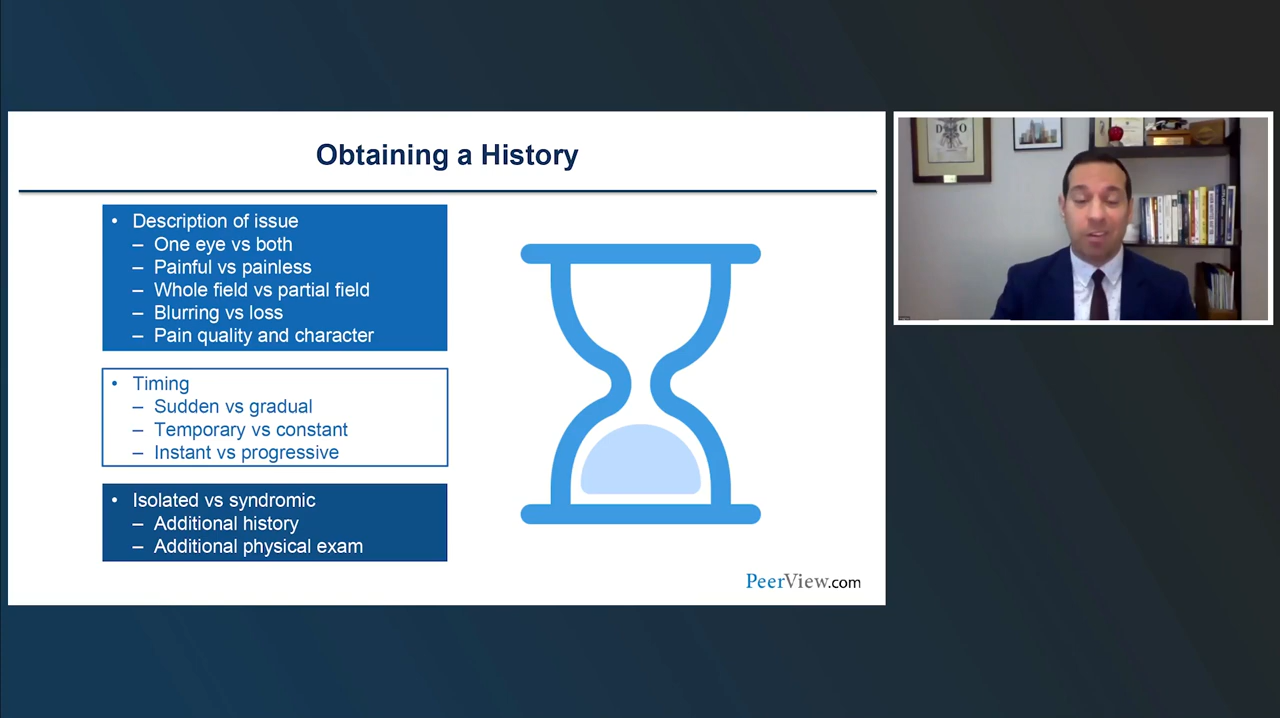 Obtaining a History
• Description of issue
– One eye vs both
– Painful vs painless
– Whole field vs partial field
– Blurring vs loss
– Pain quality and character
• Timing
– Sudden vs gradual
– Temporary vs constant
– Instant vs progressive
• Isolated vs syndromic
– Additional history
– Additional physical exam
PeerView.com